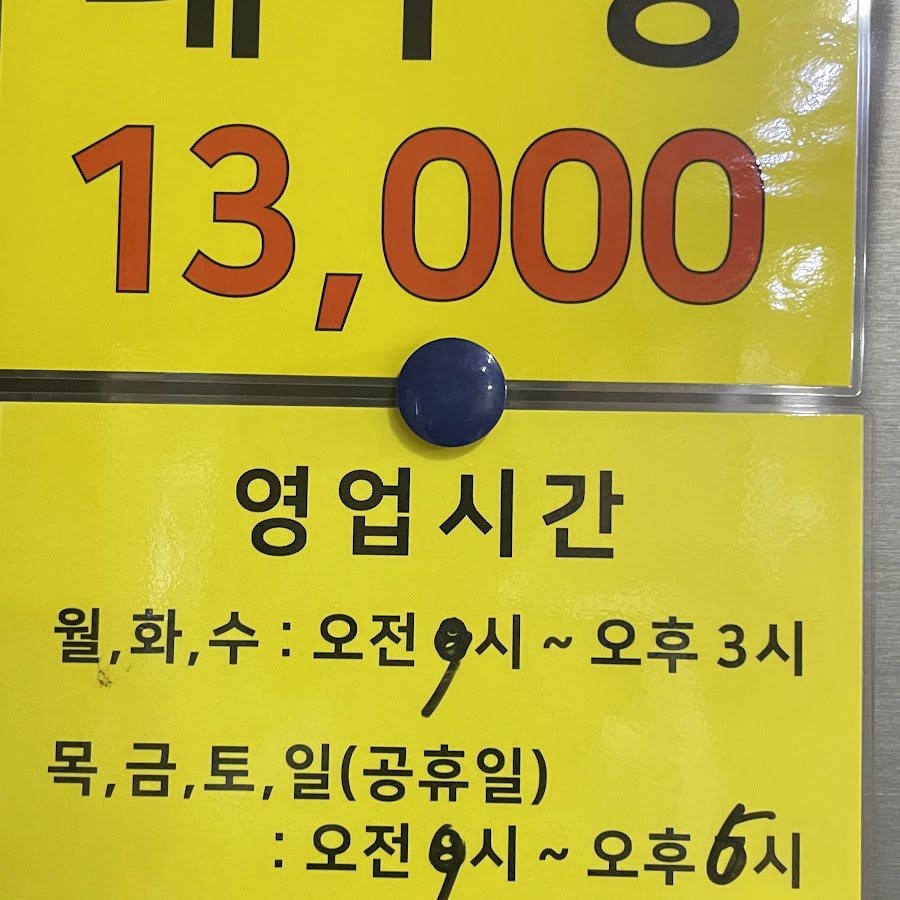 13,000
영업시간
월,화,수 : 오전 9시 ~ 오후 3시
목,금,토,일(공휴일)
: 오전 9시 ~ 오후 5시